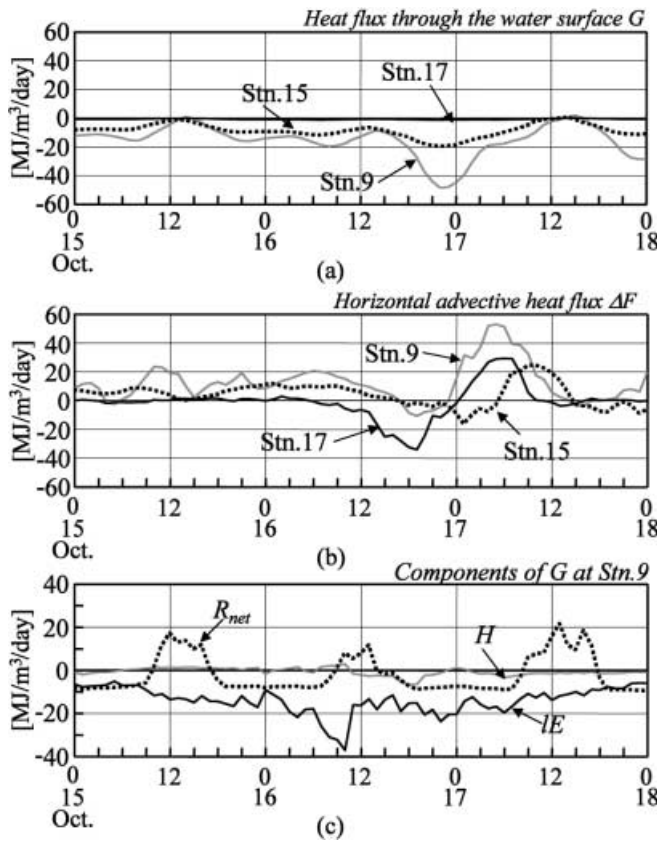 Heat flux through the water surface G
[MJ/m³/day]
60
40
20
0
-20
-40
-60
Stn.15
Stn.17
Stn.9
0 12 0 12 0 12 0
15 16 17 18
Oct.
(a)
Horizontal advective heat flux ΔF
[MJ/m³/day]
60
40
20
0
-20
-40
-60
Stn.9
Stn.17
Stn.15
0 12 0 12 0 12 0
15 16 17 18
Oct.
(b)
Components of G at Stn.9
[MJ/m³/day]
40
20
0
-20
-40
Rnet
H
lE
0 12 0 12 0 12 0
15 16 17 18
Oct.
(c)